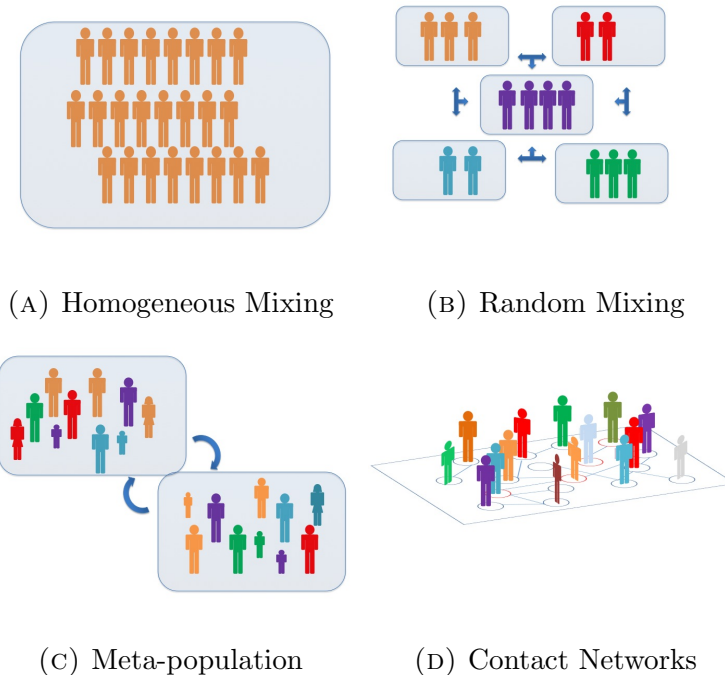 (A) Homogeneous Mixing
(B) Random Mixing
(C) Meta-population
(D) Contact Networks